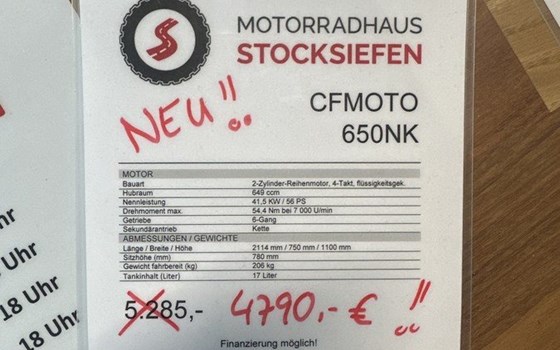 MOTORRADHAUS
STOCKSIEFEN
NEU!!
CFMOTO
650NK
MOTOR
Bauart 2-Zylinder-Reihenmotor, 4-Takt, flüssigkeitsgek.
Hubraum 649 ccm
Nennleistung 41,5 KW / 56 PS
Drehmoment max. 54,4 Nm bei 7 000 U/min
Getriebe 6-Gang
Sekundärantrieb Kette
ABMESSUNGEN / GEWICHTE
Länge / Breite / Höhe 2114 mm / 750 mm / 1100 mm
Sitzhöhe (mm) 780 mm
Gewicht fahrbereit (kg) 206 kg
Tankinhalt (Liter) 17 Liter
5.285,- 4790,- € !!
Finanzierung möglich!
Uhr
Uhr
18 Uhr
18 Uhr